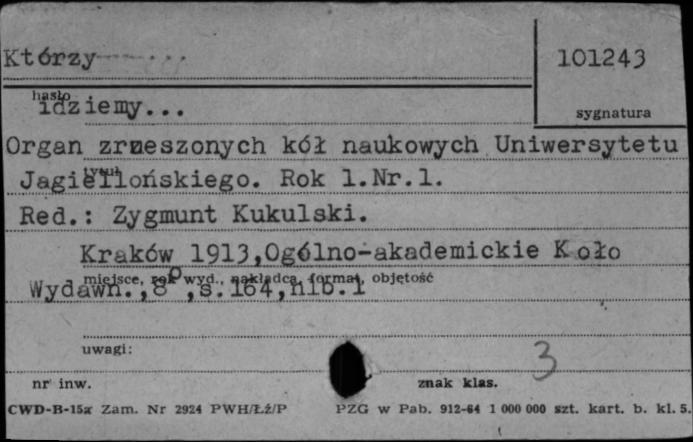 Którzy ...
101243
hasło
idziemy...
sygnatura
Organ zrzeszonych kół naukowych Uniwersytetu
tytuł
Jagiellońskiego. Rok 1.Nr.1.
Red.: Zygmunt Kukulski.
Kraków 1913,Ogólno-akademickie Koło
miejsce, rok wyd., nakładca, format, objętość
Wydawn.,8°,s.164,nlb.1
uwagi:
3
nr inw.
znak klas.
CWD-B-15a Zam. Nr 2924 PWH/Łź/P
PZG w Pab. 912-64 1 000 000 szt. kart. b. kl. 5.